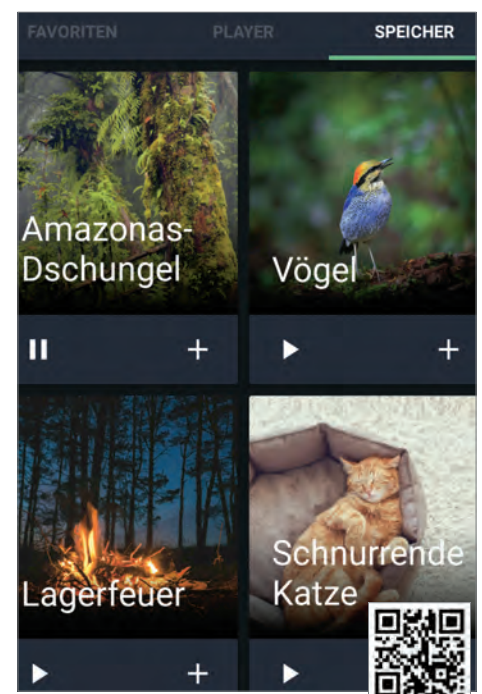 FAVORITEN PLAYER SPEICHER
Amazonas-
Dschungel
Vögel
Lagerfeuer
Schnurrende
Katze